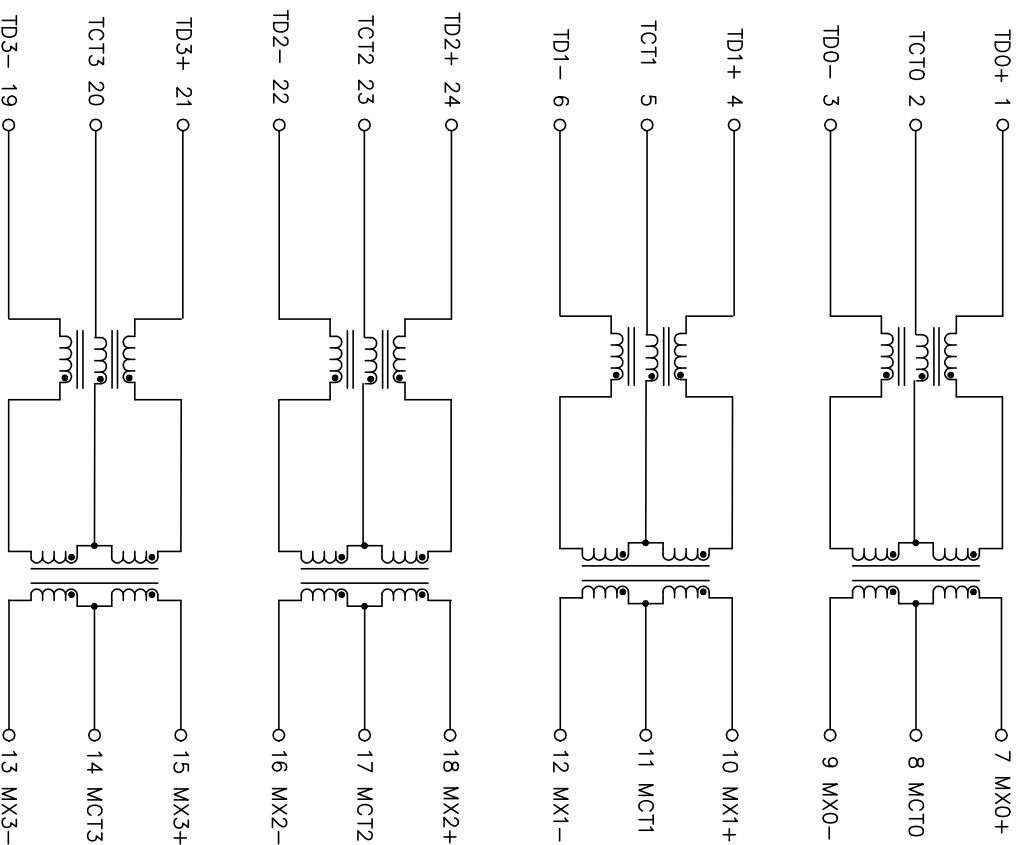 TD0+ 1
7 MX0+
TCT0 2
8 MCT0
TD0- 3
9 MX0-
TD1+ 4
10 MX1+
TCT1 5
11 MCT1
TD1- 6
12 MX1-
TD2+ 24
18 MX2+
TCT2 23
17 MCT2
TD2- 22
16 MX2-
TD3+ 21
15 MX3+
TCT3 20
14 MCT3
TD3- 19
13 MX3-